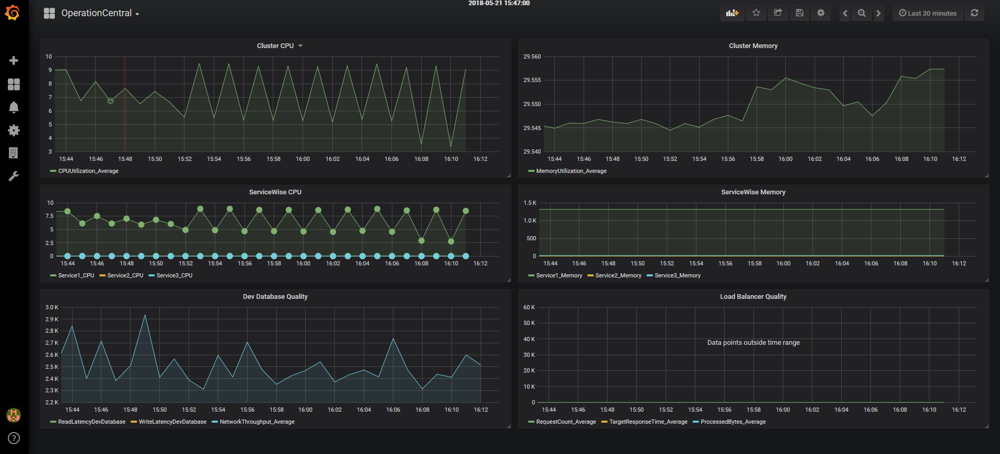 2018-05-21 15:47:00
OperationCentral
Last 30 minutes
Cluster CPU
10
9
8
7
6
5
4
3
15:44 15:46 15:48 15:50 15:52 15:54 15:56 15:58 16:00 16:02 16:04 16:06 16:08 16:10 16:12
CPUUtilization_Average
Cluster Memory
29.560
29.555
29.550
29.545
29.540
15:44 15:46 15:48 15:50 15:52 15:54 15:56 15:58 16:00 16:02 16:04 16:06 16:08 16:10 16:12
MemoryUtilization_Average
ServiceWise CPU
10
7.5
5
2.5
0
15:44 15:46 15:48 15:50 15:52 15:54 15:56 15:58 16:00 16:02 16:04 16:06 16:08 16:10 16:12
Service1_CPU Service2_CPU Service3_CPU
ServiceWise Memory
1.5 K
1.0 K
500
0
15:44 15:46 15:48 15:50 15:52 15:54 15:56 15:58 16:00 16:02 16:04 16:06 16:08 16:10 16:12
Service1_Memory Service2_Memory Service3_Memory
Dev Database Quality
3.0 K
2.9 K
2.8 K
2.7 K
2.6 K
2.5 K
2.4 K
2.3 K
2.2 K
15:44 15:46 15:48 15:50 15:52 15:54 15:56 15:58 16:00 16:02 16:04 16:06 16:08 16:10 16:12
ReadLatencyDevDatabase WriteLatencyDevDatabase NetworkThroughput_Average
Load Balancer Quality
60 K
50 K
40 K
30 K
20 K
10 K
0
Data points outside time range
15:44 15:46 15:48 15:50 15:52 15:54 15:56 15:58 16:00 16:02 16:04 16:06 16:08 16:10 16:12
RequestCount_Average TargetResponseTime_Average ProcessedBytes_Average